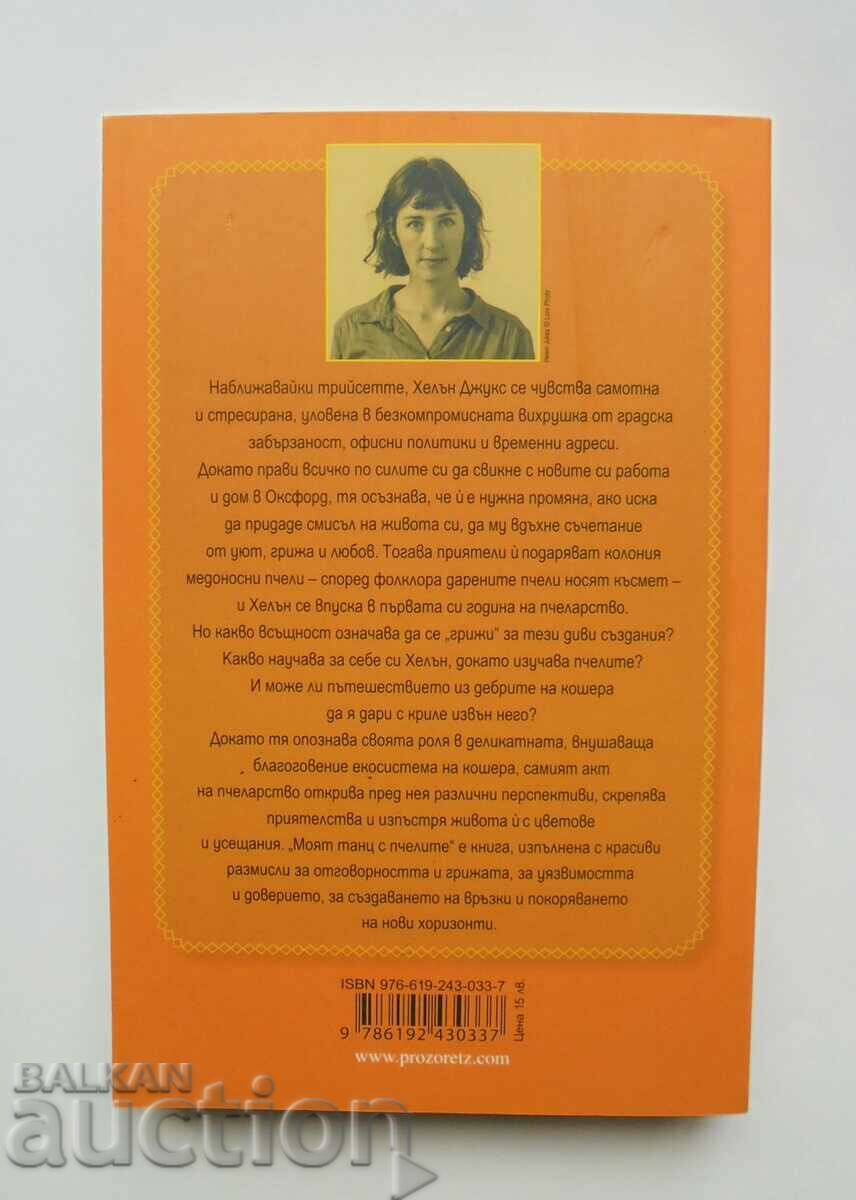 Helen Jukes © Liore Photo
Наближавайки трийсетте, Хелън Джукс се чувства самотна
и стресирана, уловена в безкомпромисната вихрушка от градска
забързаност, офисни политики и временни адреси.
Докато прави всичко по силите си да свикне с новите си работа
и дом в Оксфорд, тя осъзнава, че ѝ е нужна промяна, ако иска
да придаде смисъл на живота си, да му вдъхне съчетание
от уют, грижа и любов. Тогава приятели ѝ подаряват колония
медоносни пчели – според фолклора дарените пчели носят късмет –
и Хелън се впуска в първата си година на пчеларство.
Но какво всъщност означава да се „грижи“ за тези диви създания?
Какво научава за себе си Хелън, докато изучава пчелите?
И може ли пътешествието из дебрите на кошера
да я дари с криле извън него?
Докато тя опознава своята роля в деликатната, внушаваща
благоговение екосистема на кошера, самият акт
на пчеларство открива пред нея различни перспективи, скрепява
приятелства и изпъстря живота ѝ с цветове
и усещания. „Моят танц с пчелите“ е книга, изпълнена с красиви
размисли за отговорността и грижата, за уязвимостта
и доверието, за създаването на връзки и покоряването
на нови хоризонти.
ISBN 976-619-243-033-7
9 786192 430337
Цена 15 лв.
www.prozoretz.com
BALKAN
auction